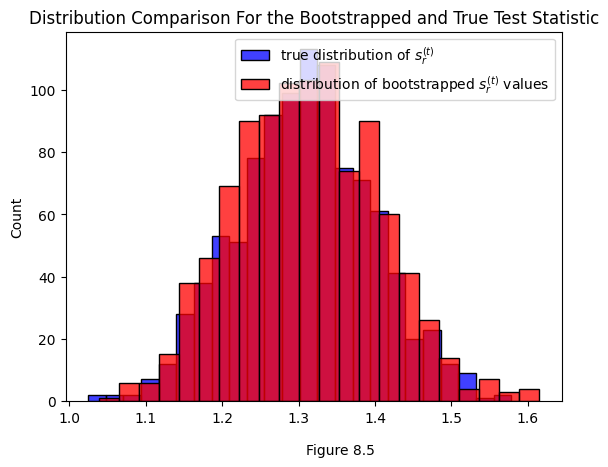 Distribution Comparison For the Bootstrapped and True Test Statistic
true distribution of $s_r^{(t)}$
distribution of bootstrapped $s_r^{(t)}$ values
Count
100
80
60
40
20
0
1.0 1.1 1.2 1.3 1.4 1.5 1.6
Figure 8.5